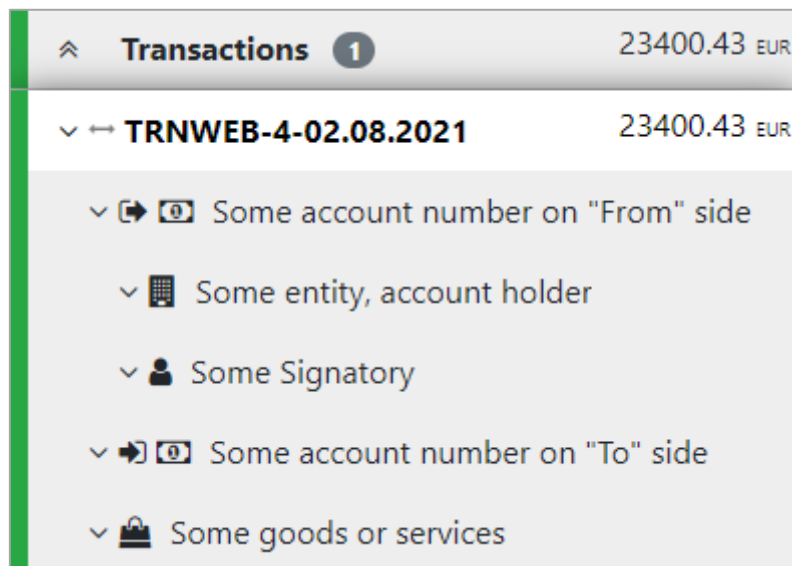 Transactions 1 23400.43 EUR
TRNWEB-4-02.08.2021 23400.43 EUR
Some account number on "From" side
Some entity, account holder
Some Signatory
Some account number on "To" side
Some goods or services